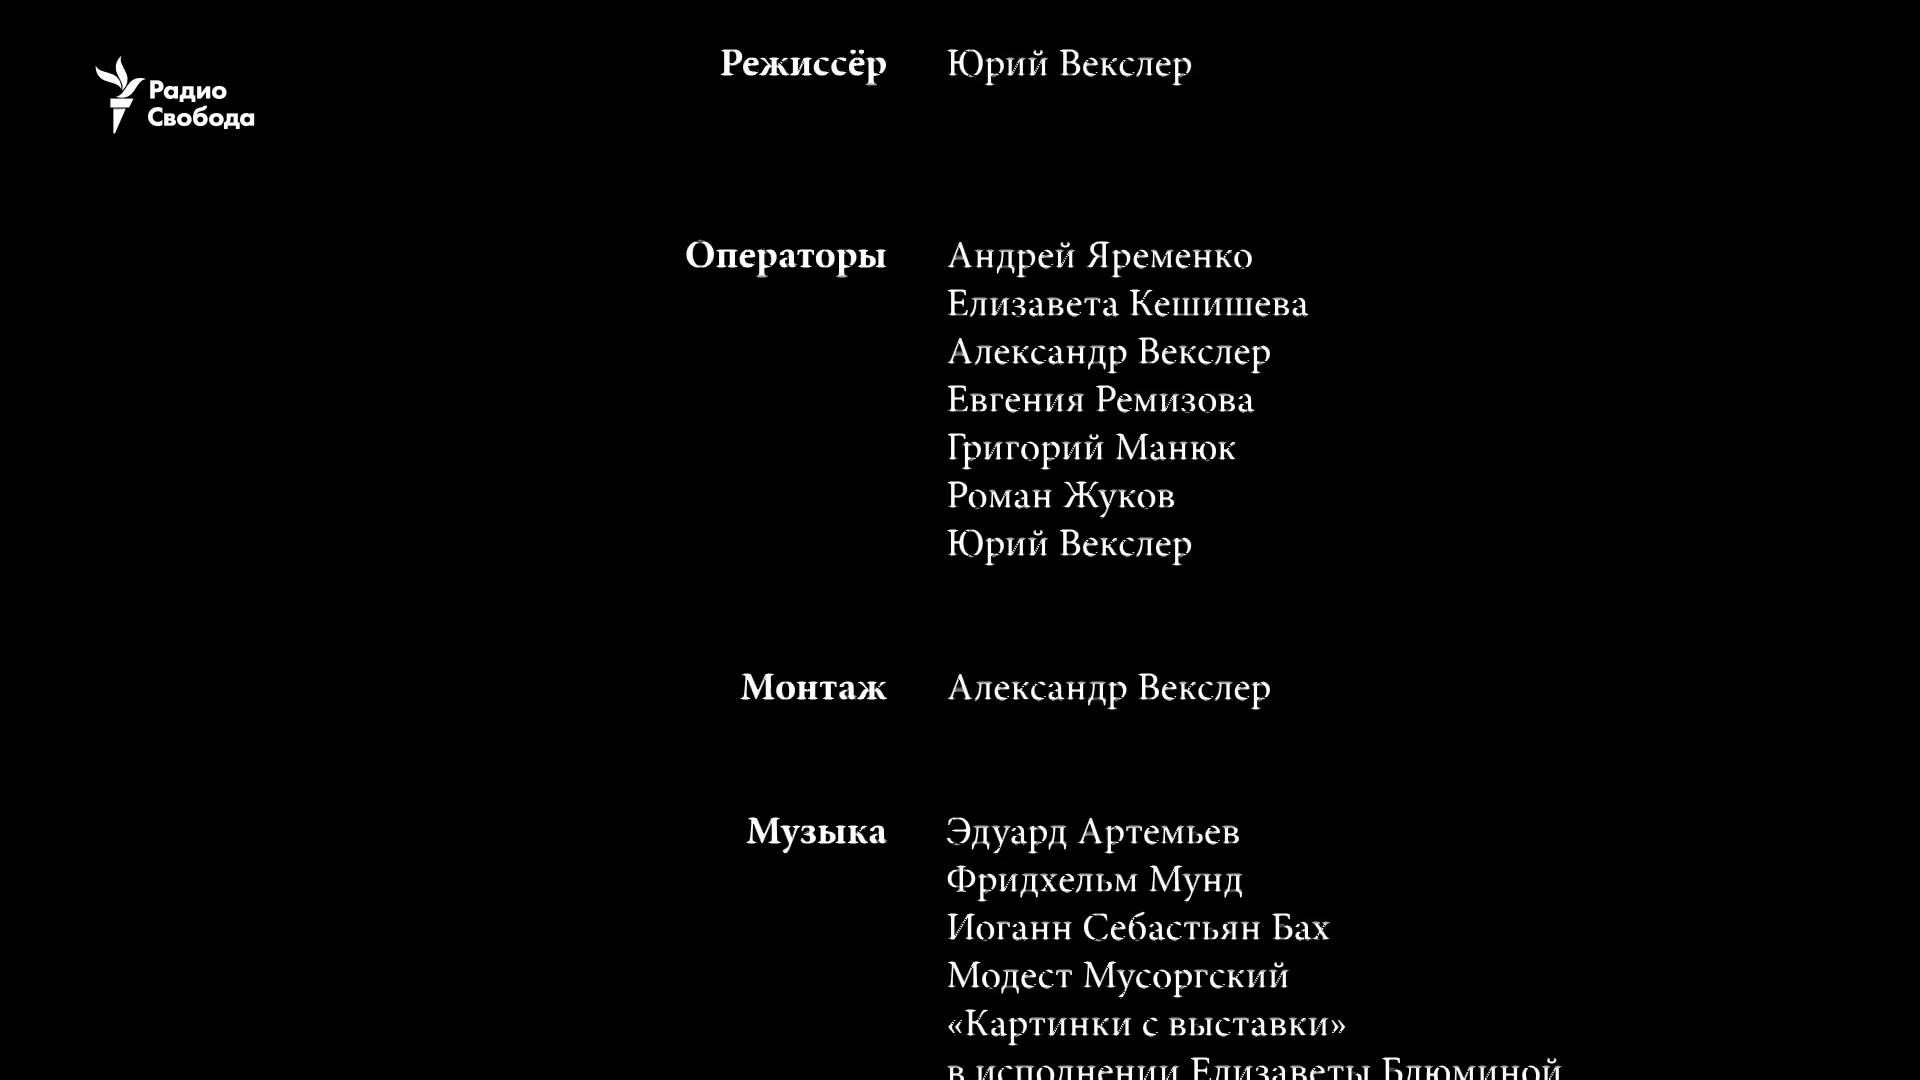 Радио
Свобода
Режиссёр Юрий Векслер
Операторы Андрей Яременко
Елизавета Кешишева
Александр Векслер
Евгения Ремизова
Григорий Манюк
Роман Жуков
Юрий Векслер
Монтаж Александр Векслер
Музыка Эдуард Артемьев
Фридхельм Мунд
Иоганн Себастьян Бах
Модест Мусоргский
«Картинки с выставки»
в исполнении Елизаветы Блюминой